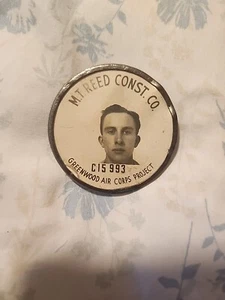 M.T. REED CONST. CO.
C15 993
GREENWOOD AIR CORPS PROJECT